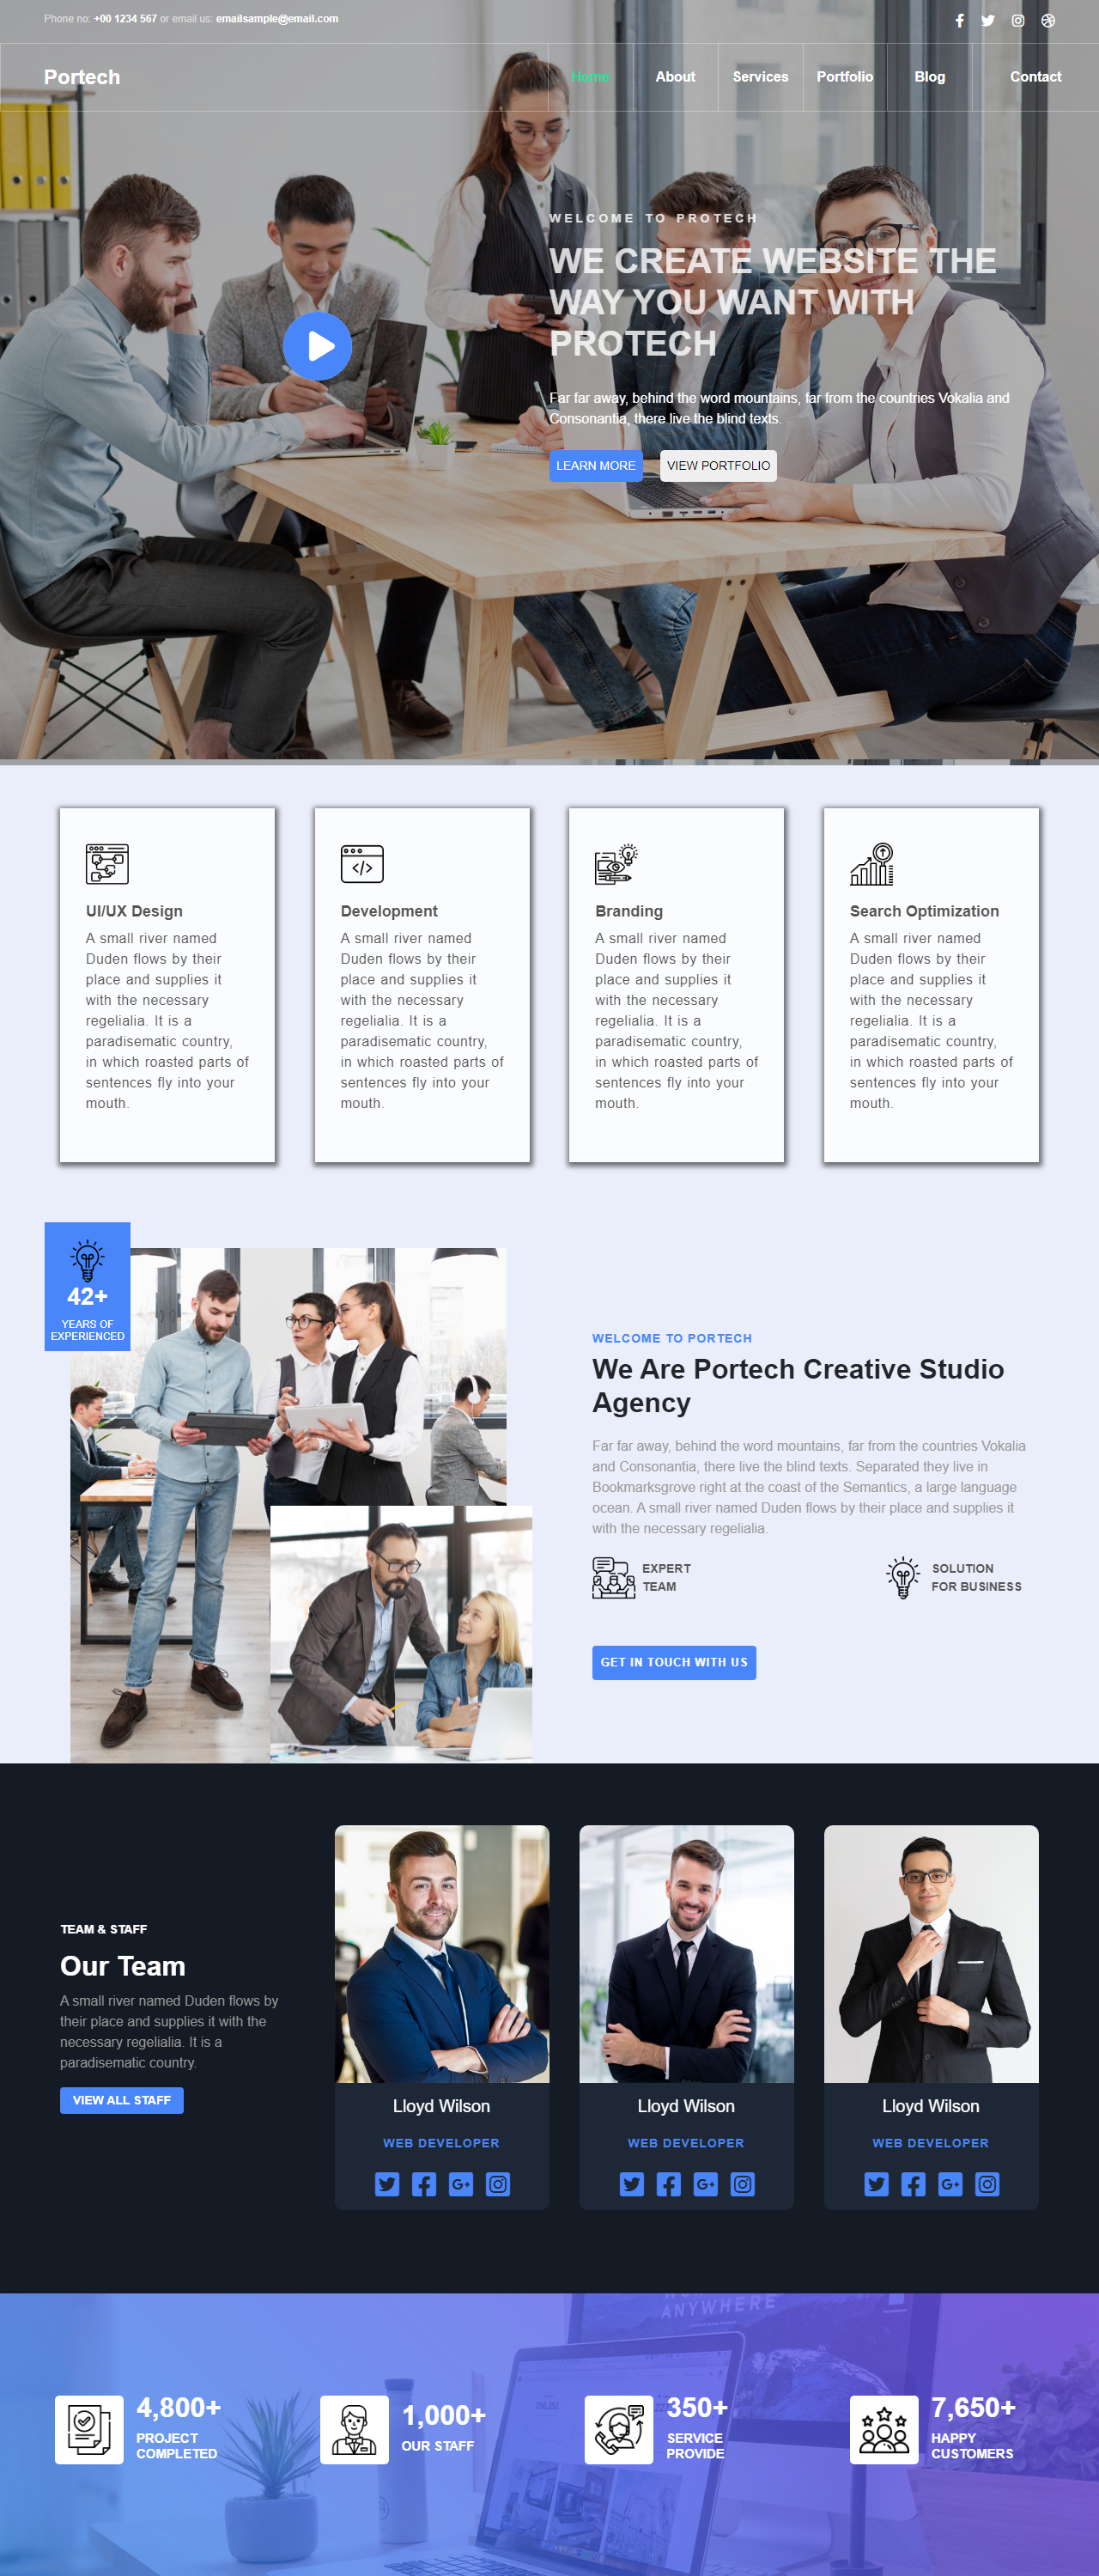 Phone no: +00 1234 567 or email us: emailsample@email.com
Portech
Home
About
Services
Portfolio
Blog
Contact
WELCOME TO PROTECH
WE CREATE WEBSITE THE
WAY YOU WANT WITH
PROTECH
Far far away, behind the word mountains, far from the countries Vokalia and
Consonantia, there live the blind texts.
LEARN MORE
VIEW PORTFOLIO
UI/UX Design
A small river named
Duden flows by their
place and supplies it
with the necessary
regelialia. It is a
paradisematic country,
in which roasted parts of
sentences fly into your
mouth.
Development
A small river named
Duden flows by their
place and supplies it
with the necessary
regelialia. It is a
paradisematic country,
in which roasted parts of
sentences fly into your
mouth.
Branding
A small river named
Duden flows by their
place and supplies it
with the necessary
regelialia. It is a
paradisematic country,
in which roasted parts of
sentences fly into your
mouth.
Search Optimization
A small river named
Duden flows by their
place and supplies it
with the necessary
regelialia. It is a
paradisematic country,
in which roasted parts of
sentences fly into your
mouth.
42+
YEARS OF
EXPERIENCED
WELCOME TO PORTECH
We Are Portech Creative Studio
Agency
Far far away, behind the word mountains, far from the countries Vokalia
and Consonantia, there live the blind texts. Separated they live in
Bookmarksgrove right at the coast of the Semantics, a large language
ocean. A small river named Duden flows by their place and supplies it
with the necessary regelialia.
EXPERT
TEAM
SOLUTION
FOR BUSINESS
GET IN TOUCH WITH US
TEAM & STAFF
Our Team
A small river named Duden flows by
their place and supplies it with the
necessary regelialia. It is a
paradisematic country.
VIEW ALL STAFF
Lloyd Wilson
WEB DEVELOPER
Lloyd Wilson
WEB DEVELOPER
Lloyd Wilson
WEB DEVELOPER
ANYWHERE
4,800+
PROJECT
COMPLETED
1,000+
OUR STAFF
350+
SERVICE
PROVIDE
7,650+
HAPPY
CUSTOMERS